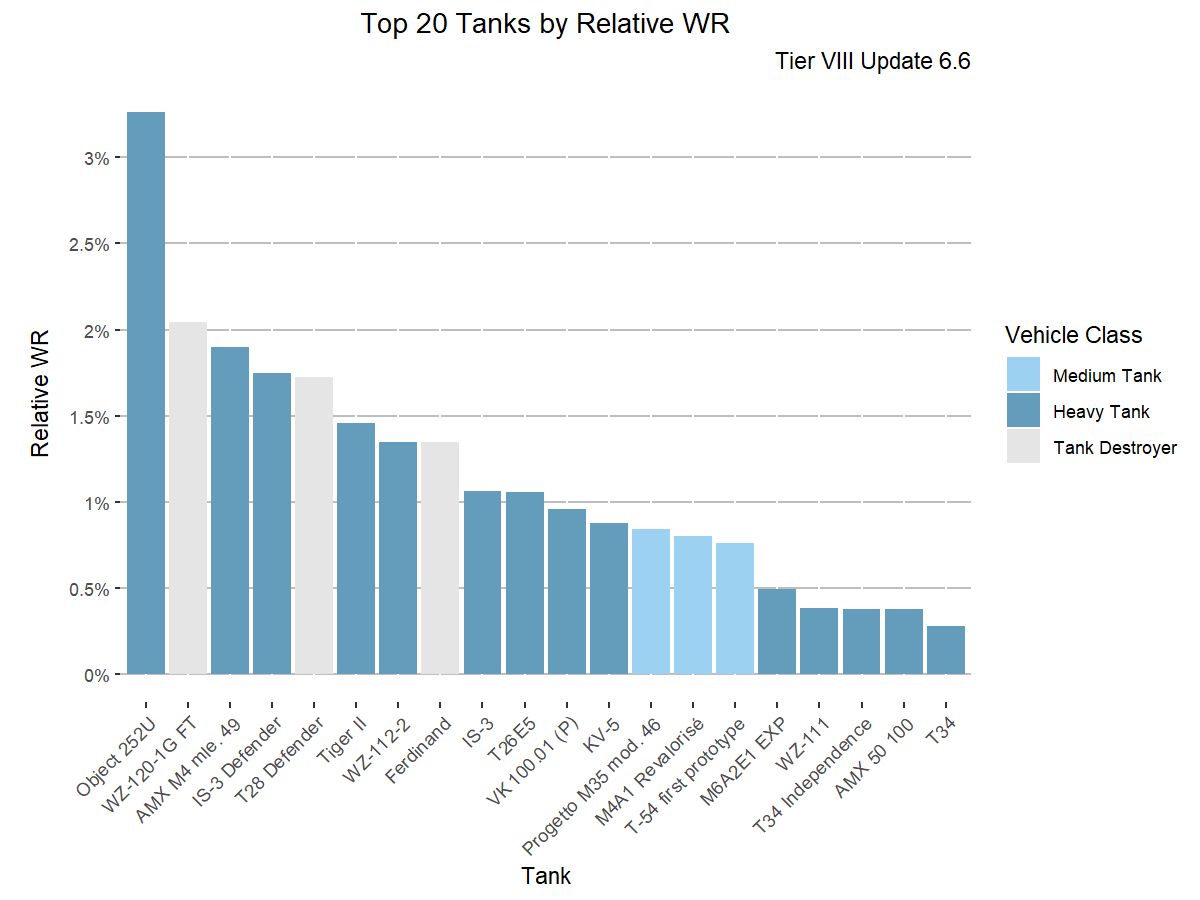 Top 20 Tanks by Relative WR
Tier VIII Update 6.6
Relative WR
3%
2.5%
2%
1.5%
1%
0.5%
0%
Object 252U
WZ-120-1G FT
AMX M4 mle. 49
IS-3 Defender
T28 Defender
Tiger II
WZ-112-2
Ferdinand
IS-3
T26E5
VK 100.01 (P)
KV-5
Progetto M35 mod. 46
M4A1 Revalorisé
T-54 first prototype
M6A2E1 EXP
WZ-111
T34 Independence
AMX 50 100
T34
Tank
Vehicle Class
Medium Tank
Heavy Tank
Tank Destroyer